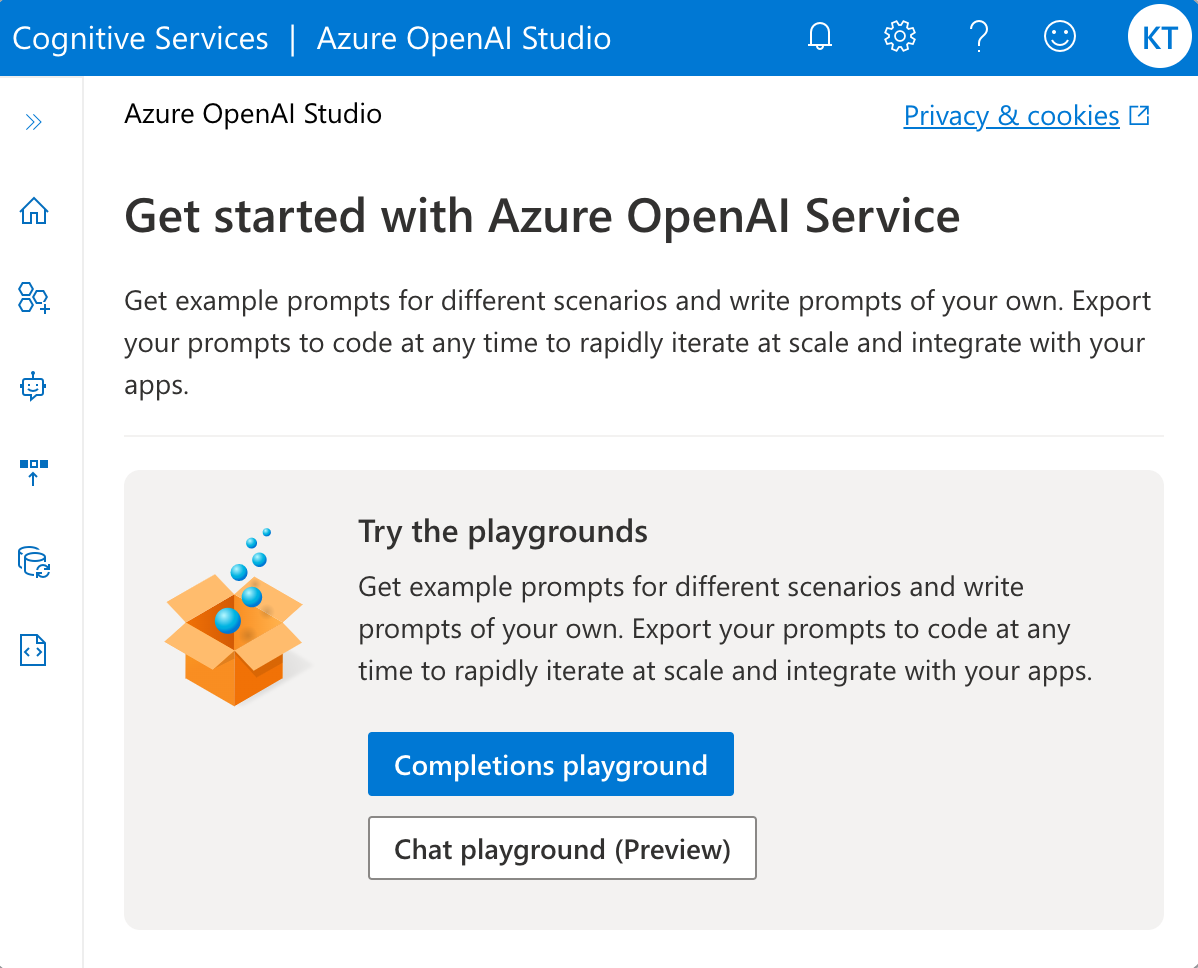 Cognitive Services | Azure OpenAI Studio
KT
Azure OpenAI Studio
Privacy & cookies
Get started with Azure OpenAI Service
Get example prompts for different scenarios and write prompts of your own. Export
your prompts to code at any time to rapidly iterate at scale and integrate with your
apps.
Try the playgrounds
Get example prompts for different scenarios and write
prompts of your own. Export your prompts to code at any
time to rapidly iterate at scale and integrate with your apps.
Completions playground
Chat playground (Preview)